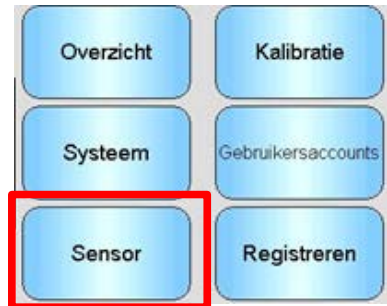 Overzicht
Kalibratie
Systeem
Gebruikersaccounts
Sensor
Registreren